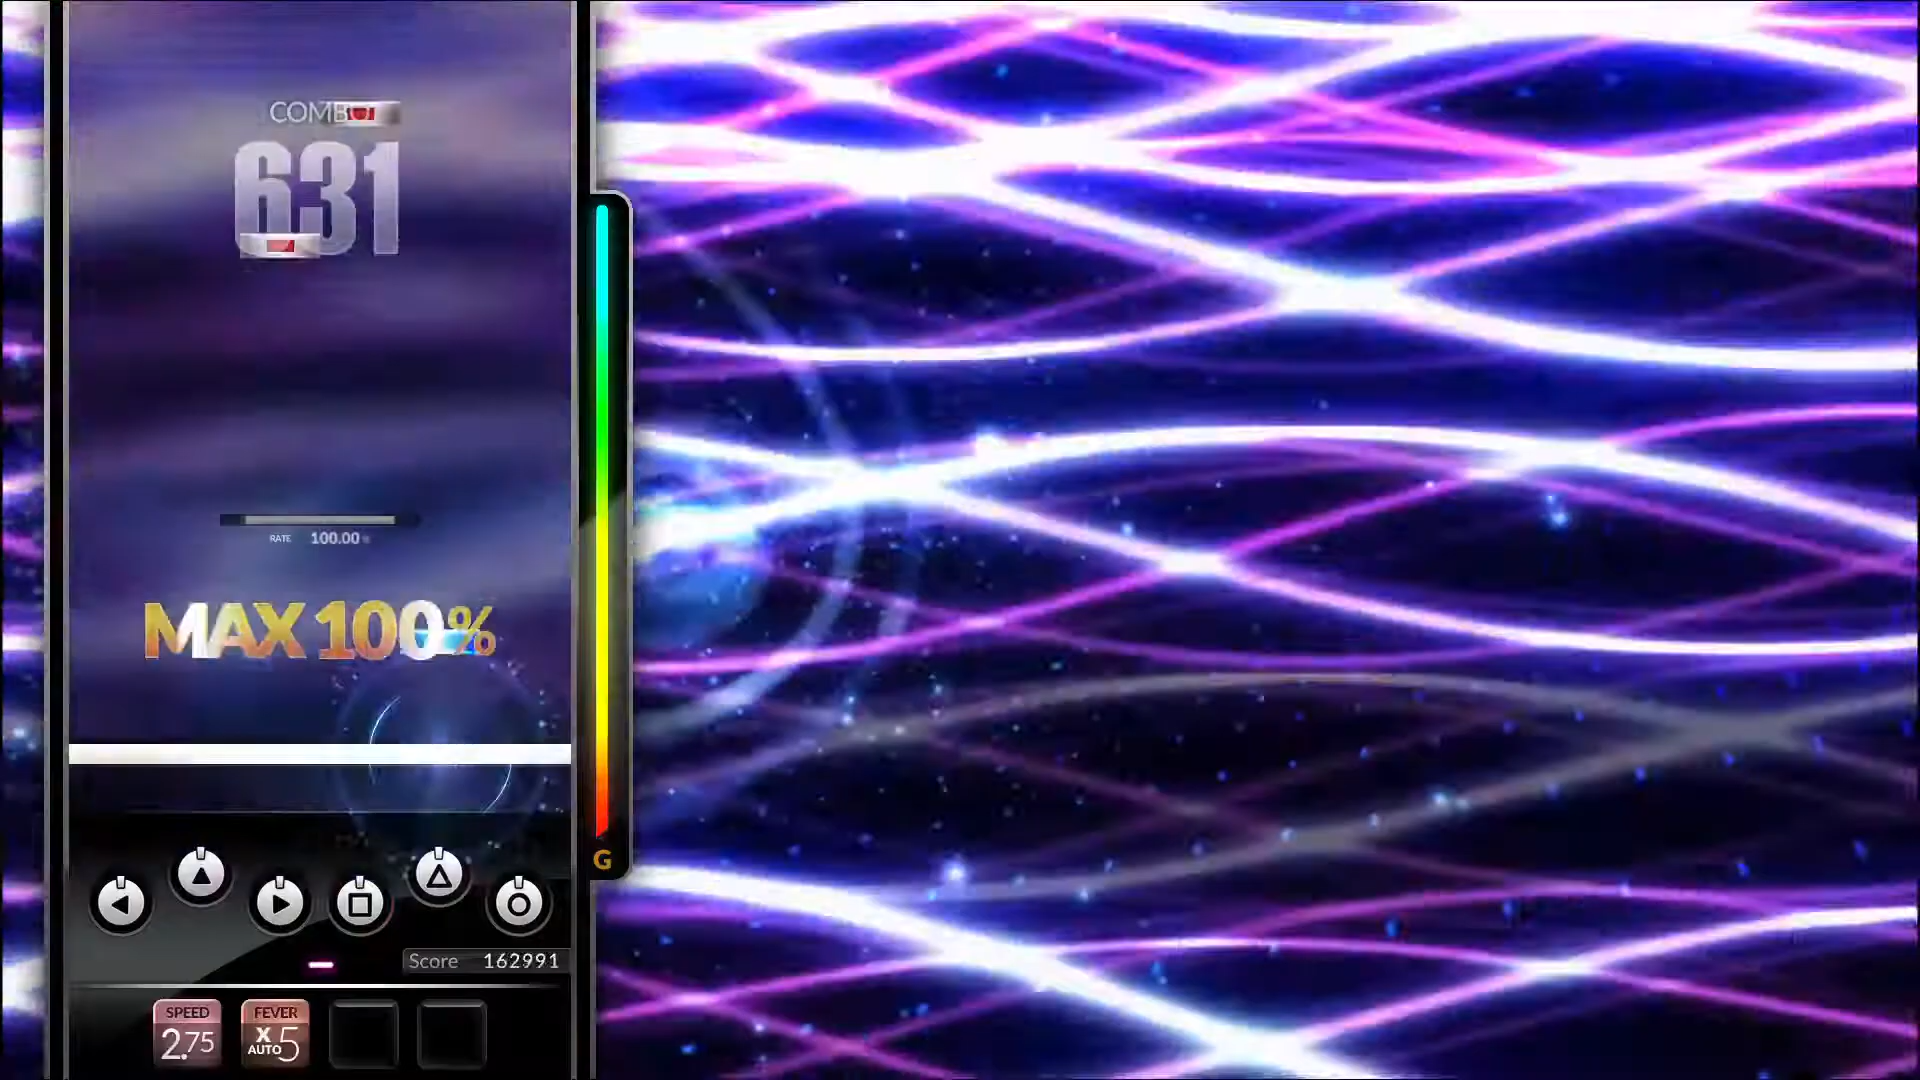 COMBO
631
RATE 100.00 %
MAX 100%
G
Score 162991
SPEED
2.75
FEVER
X
AUTO 5